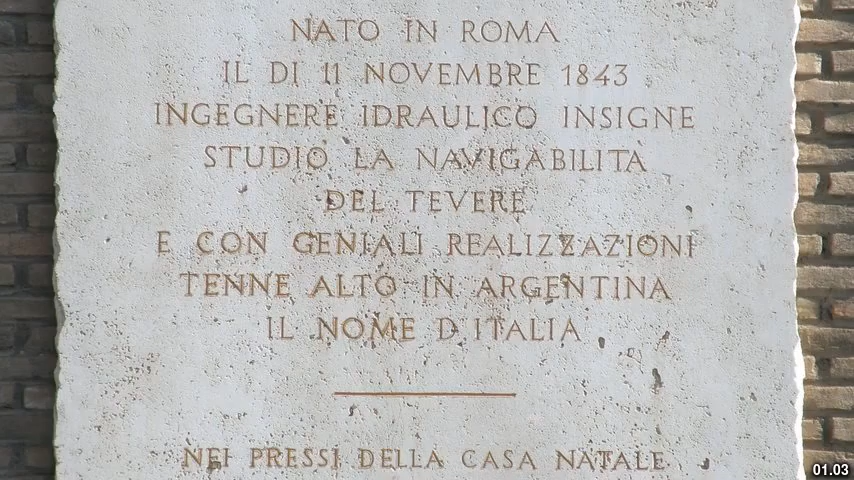 NATO IN ROMA
IL DI 11 NOVEMBRE 1843
INGEGNERE IDRAULICO INSIGNE
STUDIÒ LA NAVIGABILITÀ
DEL TEVERE
E CON GENIALI REALIZZAZIONI
TENNE ALTO IN ARGENTINA
IL NOME D'ITALIA
NEI PRESSI DELLA CASA NATALE
01.03